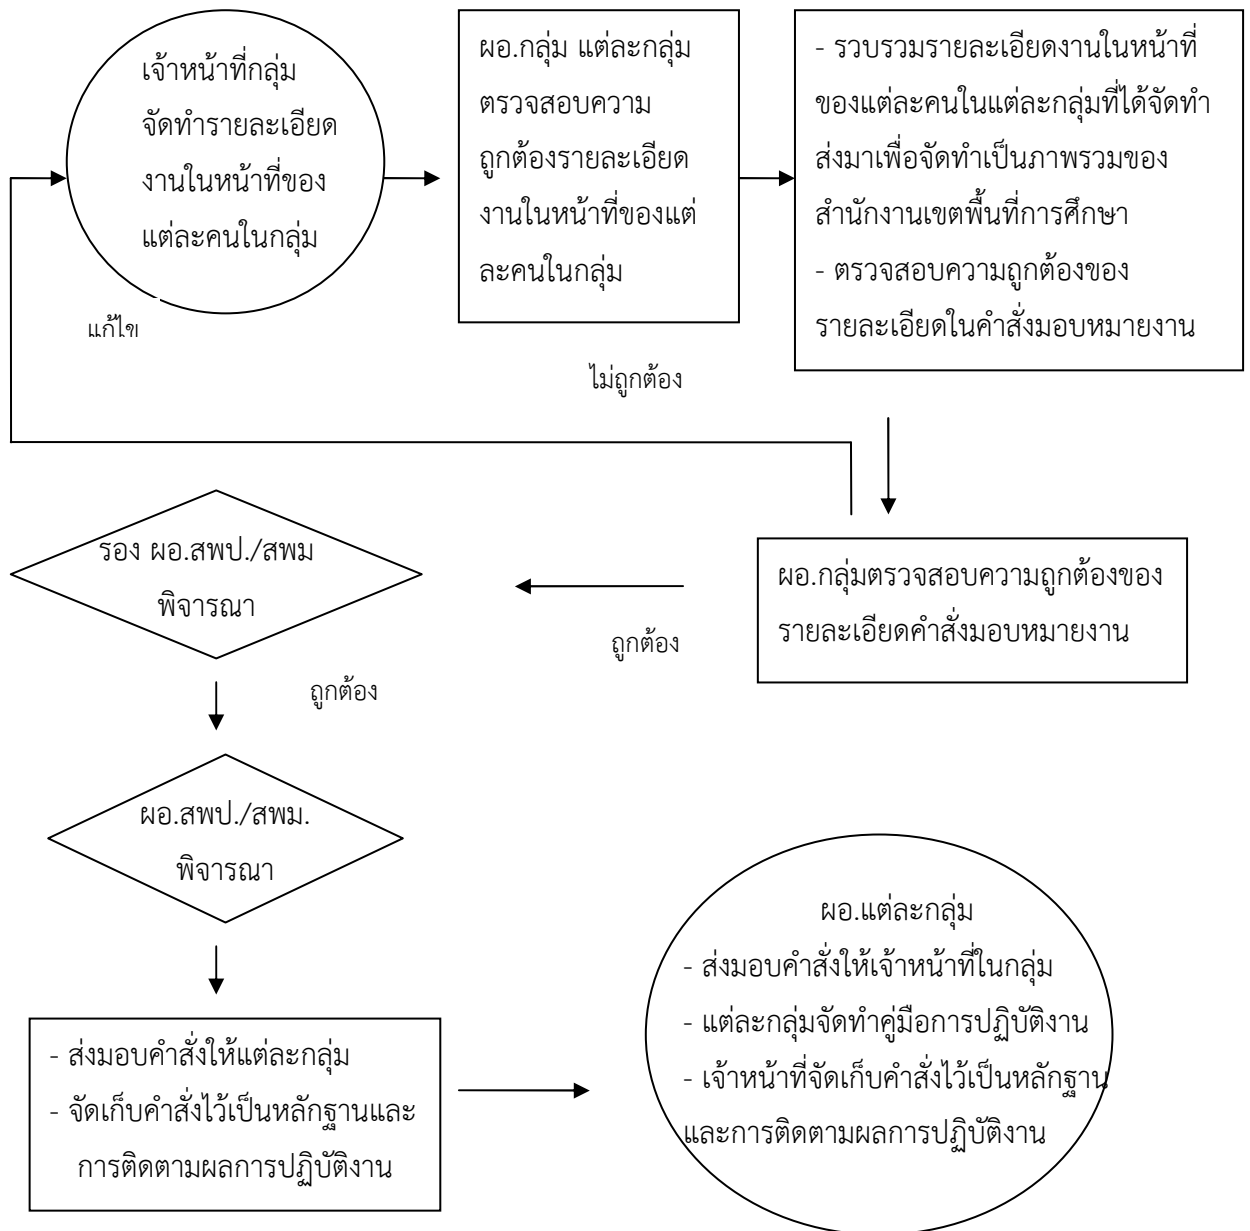 เจ้าหน้าที่กลุ่ม
จัดทำรายละเอียด
งานในหน้าที่ของ
แต่ละคนในกลุ่ม
ผอ.กลุ่ม แต่ละกลุ่ม
ตรวจสอบความ
ถูกต้องรายละเอียด
งานในหน้าที่ของแต่
ละคนในกลุ่ม
- รวบรวมรายละเอียดงานในหน้าที่
ของแต่ละคนในแต่ละกลุ่มที่ได้จัดทำ
ส่งมาเพื่อจัดทำเป็นภาพรวมของ
สำนักงานเขตพื้นที่การศึกษา
- ตรวจสอบความถูกต้องของ
รายละเอียดในคำสั่งมอบหมายงาน
แก้ไข
ไม่ถูกต้อง
รอง ผอ.สพป./สพม
พิจารณา
ถูกต้อง
ผอ.กลุ่มตรวจสอบความถูกต้องของ
รายละเอียดคำสั่งมอบหมายงาน
ถูกต้อง
ผอ.สพป./สพม.
พิจารณา
- ส่งมอบคำสั่งให้แต่ละกลุ่ม
- จัดเก็บคำสั่งไว้เป็นหลักฐานและ
การติดตามผลการปฏิบัติงาน
ผอ.แต่ละกลุ่ม
- ส่งมอบคำสั่งให้เจ้าหน้าที่ในกลุ่ม
- แต่ละกลุ่มจัดทำคู่มือการปฏิบัติงาน
- เจ้าหน้าที่จัดเก็บคำสั่งไว้เป็นหลักฐาน
และการติดตามผลการปฏิบัติงาน